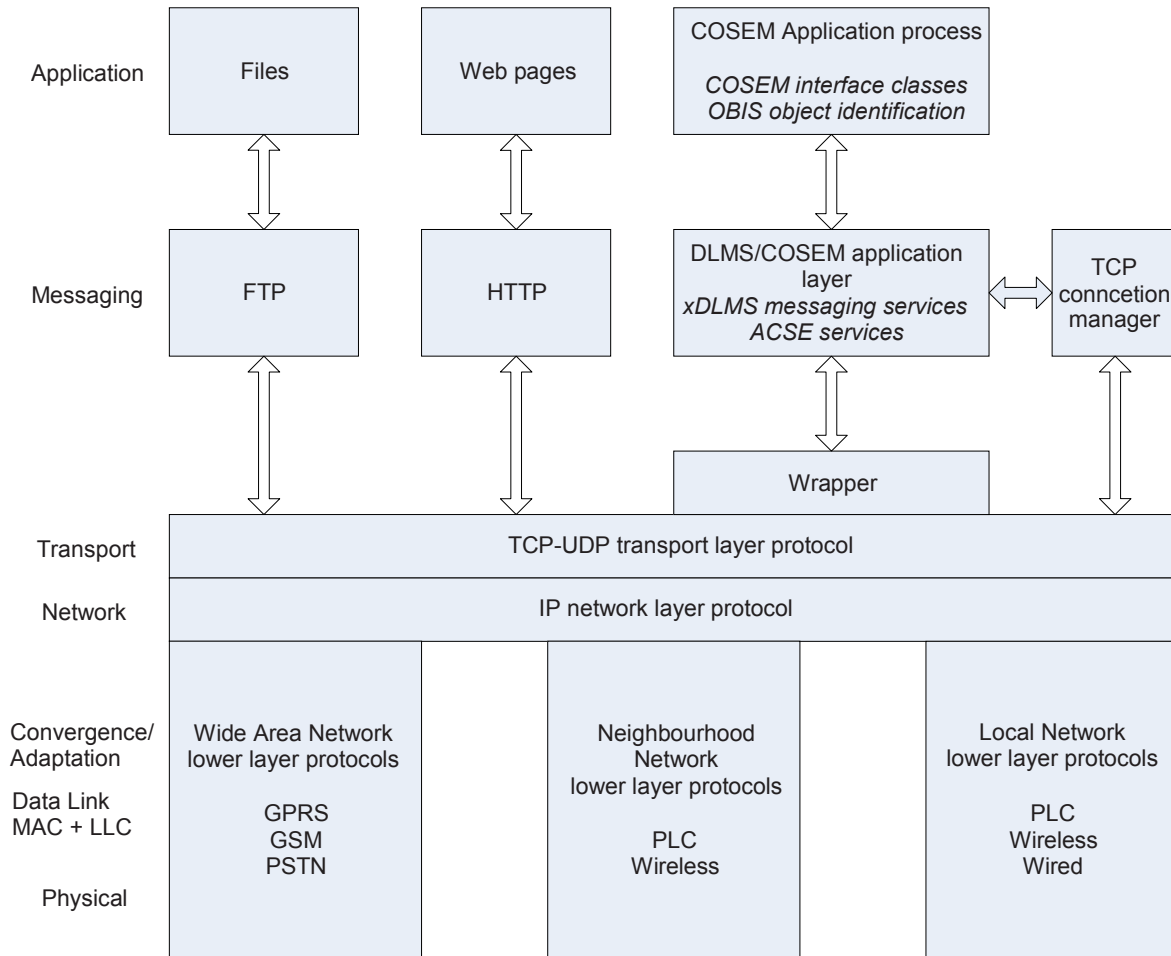 Application
Files
Web pages
COSEM Application process
COSEM interface classes
OBIS object identification
Messaging
FTP
HTTP
DLMS/COSEM application
layer
xDLMS messaging services
ACSE services
TCP
conncetion
manager
Wrapper
Transport
TCP-UDP transport layer protocol
Network
IP network layer protocol
Convergence/
Adaptation
Data Link
MAC + LLC
Physical
Wide Area Network
lower layer protocols
GPRS
GSM
PSTN
Neighbourhood
Network
lower layer protocols
PLC
Wireless
Local Network
lower layer protocols
PLC
Wireless
Wired